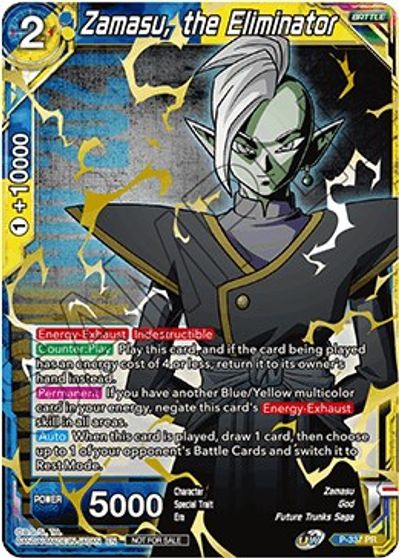 2
Zamasu, the Eliminator
BATTLE
1 +10000
Energy-Exhaust Indestructible
Counter:Play Play this card, and if the card being played
has an energy cost of 4 or less, return it to its owner's
hand instead.
Permanent If you have another Blue/Yellow multicolor
card in your energy, negate this card's Energy-Exhaust
skill in all areas.
Auto When this card is played, draw 1 card, then choose
up to 1 of your opponent's Battle Cards and switch it to
Rest Mode.
POWER 5000
Character Zamasu
Special Trait God
Era Future Trunks Saga
BANDAI MADE IN JAPAN EN NOT FOR SALE
P-337 PR